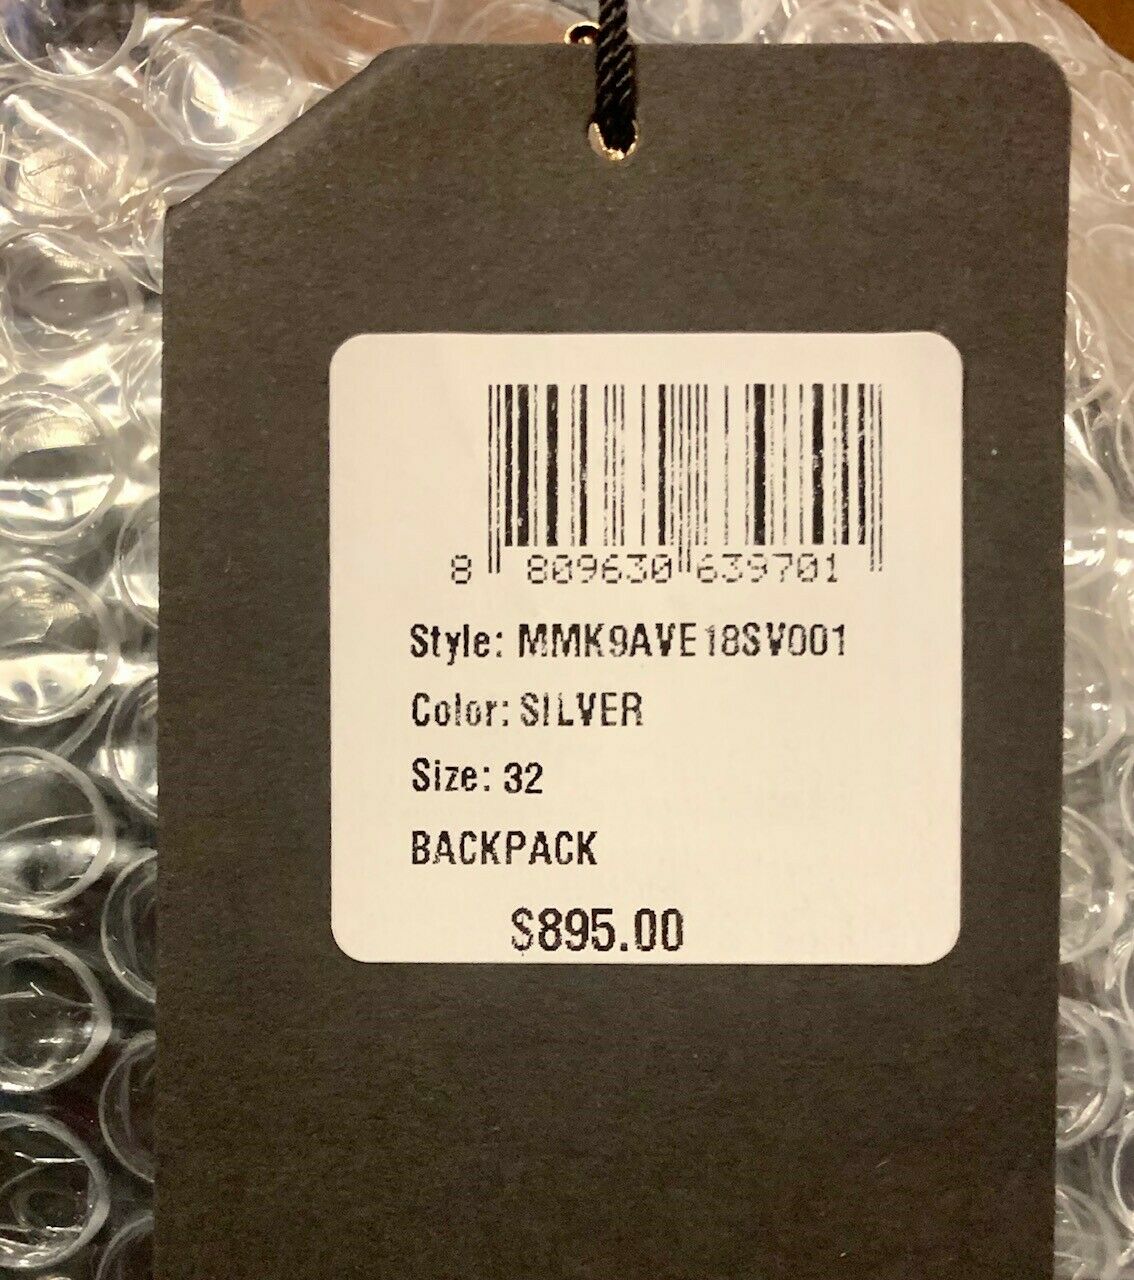 8 809630 639701
Style: MMK9AVE18SV001
Color: SILVER
Size: 32
BACKPACK
$895.00